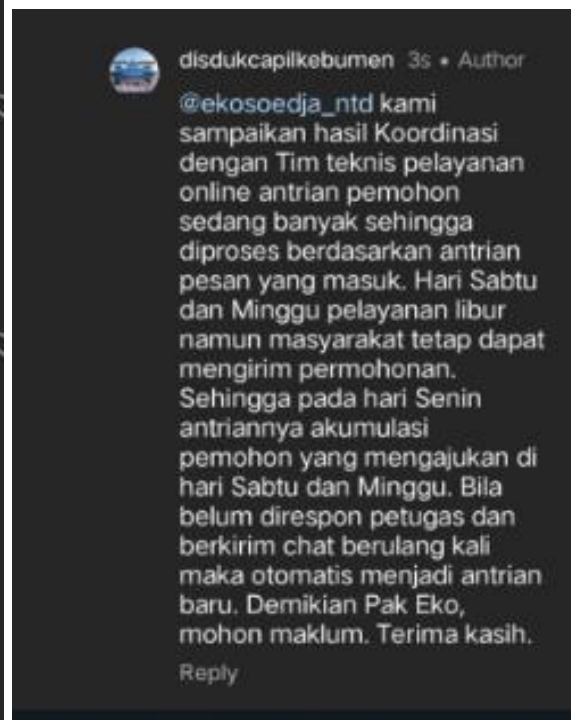 disdukcapilkebumen 3s • Author
@ekosoedja_ntd kami
sampaikan hasil Koordinasi
dengan Tim teknis pelayanan
online antrian pemohon
sedang banyak sehingga
diproses berdasarkan antrian
pesan yang masuk. Hari Sabtu
dan Minggu pelayanan libur
namun masyarakat tetap dapat
mengirim permohonan.
Sehingga pada hari Senin
antriannya akumulasi
pemohon yang mengajukan di
hari Sabtu dan Minggu. Bila
belum direspon petugas dan
berkirim chat berulang kali
maka otomatis menjadi antrian
baru. Demikian Pak Eko,
mohon maklum. Terima kasih.
Reply